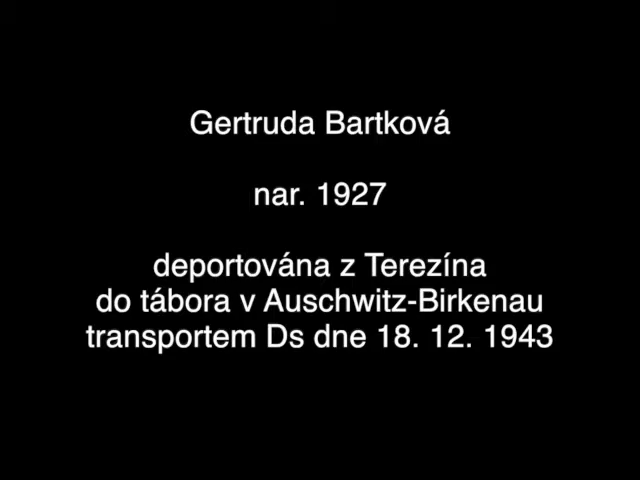 Gertruda Bartková
nar. 1927
deportována z Terezína
do tábora v Auschwitz-Birkenau
transportem Ds dne 18. 12. 1943